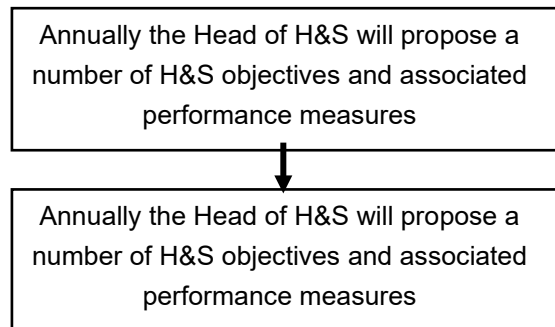 Annually the Head of H&S will propose a
number of H&S objectives and associated
performance measures
Annually the Head of H&S will propose a
number of H&S objectives and associated
performance measures